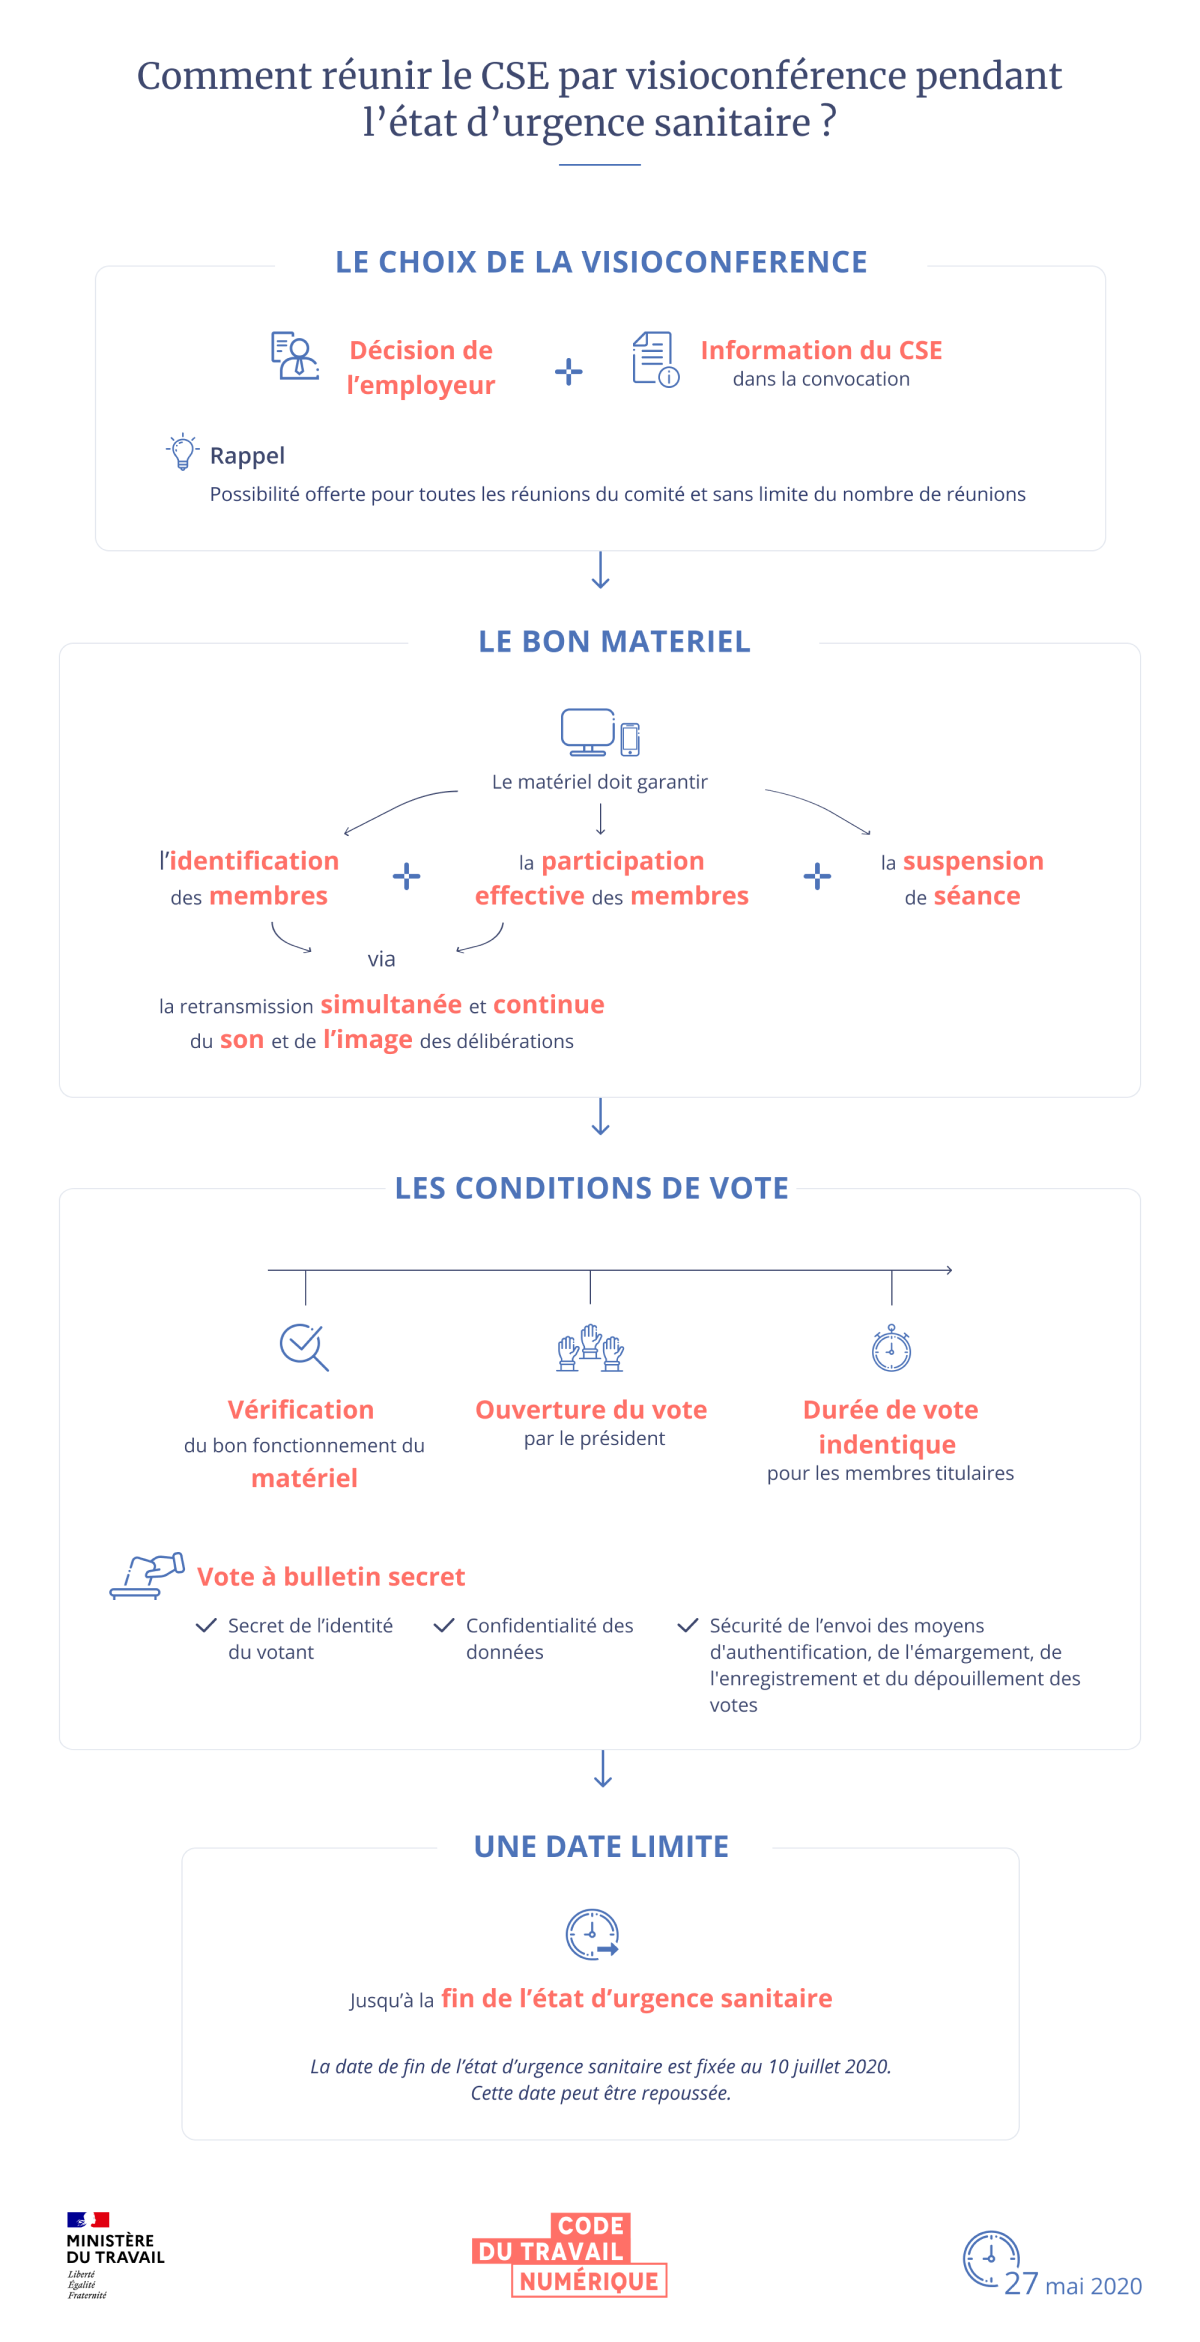 Comment réunir le CSE par visioconférence pendant
l’état d’urgence sanitaire ?
LE CHOIX DE LA VISIOCONFERENCE
Décision de
l’employeur
Information du CSE
dans la convocation
Rappel
Possibilité offerte pour toutes les réunions du comité et sans limite du nombre de réunions
LE BON MATERIEL
Le matériel doit garantir
l’identification
des membres
la participation
effective des membres
la suspension
de séance
via
la retransmission simultanée et continue
du son et de l’image des délibérations
LES CONDITIONS DE VOTE
Vérification
du bon fonctionnement du
matériel
Ouverture du vote
par le président
Durée de vote
indentique
pour les membres titulaires
Vote à bulletin secret
Secret de l’identité
du votant
Confidentialité des
données
Sécurité de l’envoi des moyens
d'authentification, de l'émargement, de
l'enregistrement et du dépouillement des
votes
UNE DATE LIMITE
Jusqu’à la fin de l’état d’urgence sanitaire
La date de fin de l’état d’urgence sanitaire est fixée au 10 juillet 2020.
Cette date peut être repoussée.
MINISTÈRE
DU TRAVAIL
Liberté
Égalité
Fraternité
CODE
DU TRAVAIL
NUMÉRIQUE
27 mai 2020